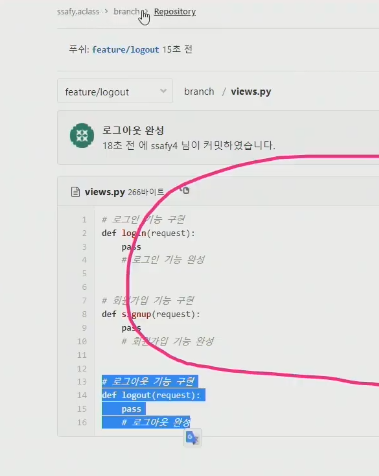 ssafy.aclass > branch > Repository
푸쉬: feature/logout 15초 전
feature/logout branch / views.py
로그아웃 완성
18초 전 에 ssafy4 님이 커밋하였습니다.
views.py 266바이트
1 # 로그인 기능 구현
2 def login(request):
3 pass
4 # 로그인 기능 완성
5
6
7 # 회원가입 기능 구현
8 def signup(request):
9 pass
10 # 회원가입 기능 완성
11
12
13 # 로그아웃 기능 구현
14 def logout(request):
15 pass
16 # 로그아웃 완성